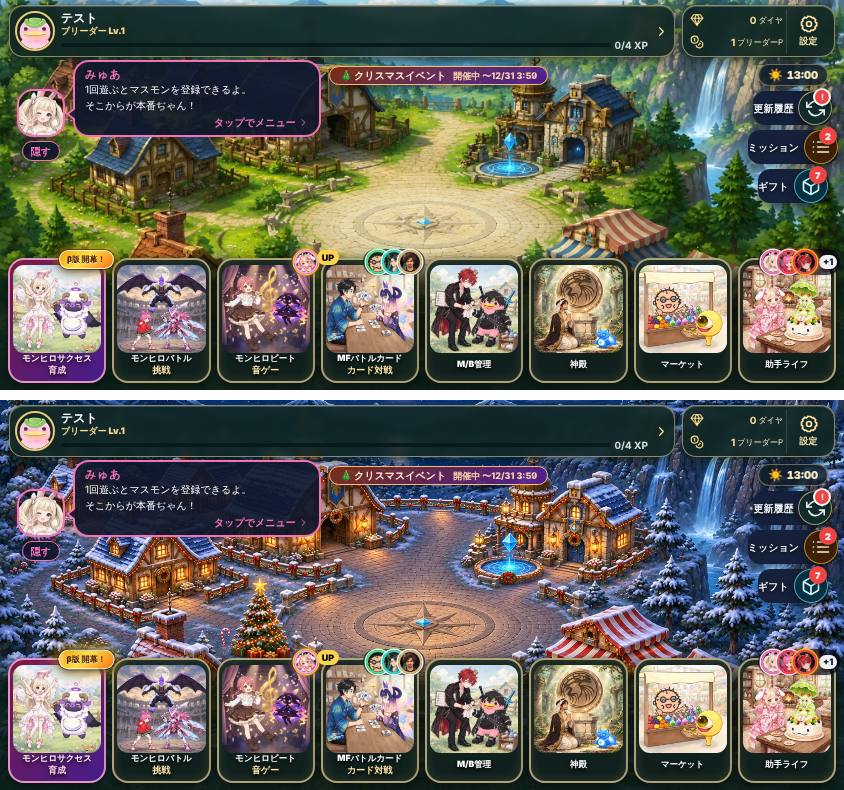 テスト
ブリーダー Lv.1
0/4 XP
0 ダイヤ
1 ブリーダーP
設定
みゅあ
1回遊ぶとマスモンを登録できるよ。
そこからが本番ぢゃん!
タップでメニュー
隠す
クリスマスイベント 開催中 〜12/31 3:59
13:00
更新履歴
!
ミッション
2
ギフト
7
β版 開幕!
UP
+1
モンヒロサクセス
育成
モンヒロバトル
挑戦
モンヒロビート
音ゲー
MFバトルカード
カード対戦
M/B管理
神殿
マーケット
助手ライフ
テスト
ブリーダー Lv.1
0/4 XP
0 ダイヤ
1 ブリーダーP
設定
みゅあ
1回遊ぶとマスモンを登録できるよ。
そこからが本番ぢゃん!
タップでメニュー
隠す
クリスマスイベント 開催中 〜12/31 3:59
13:00
更新履歴
!
ミッション
2
ギフト
7
β版 開幕!
UP
+1
モンヒロサクセス
育成
モンヒロバトル
挑戦
モンヒロビート
音ゲー
MFバトルカード
カード対戦
M/B管理
神殿
マーケット
助手ライフ